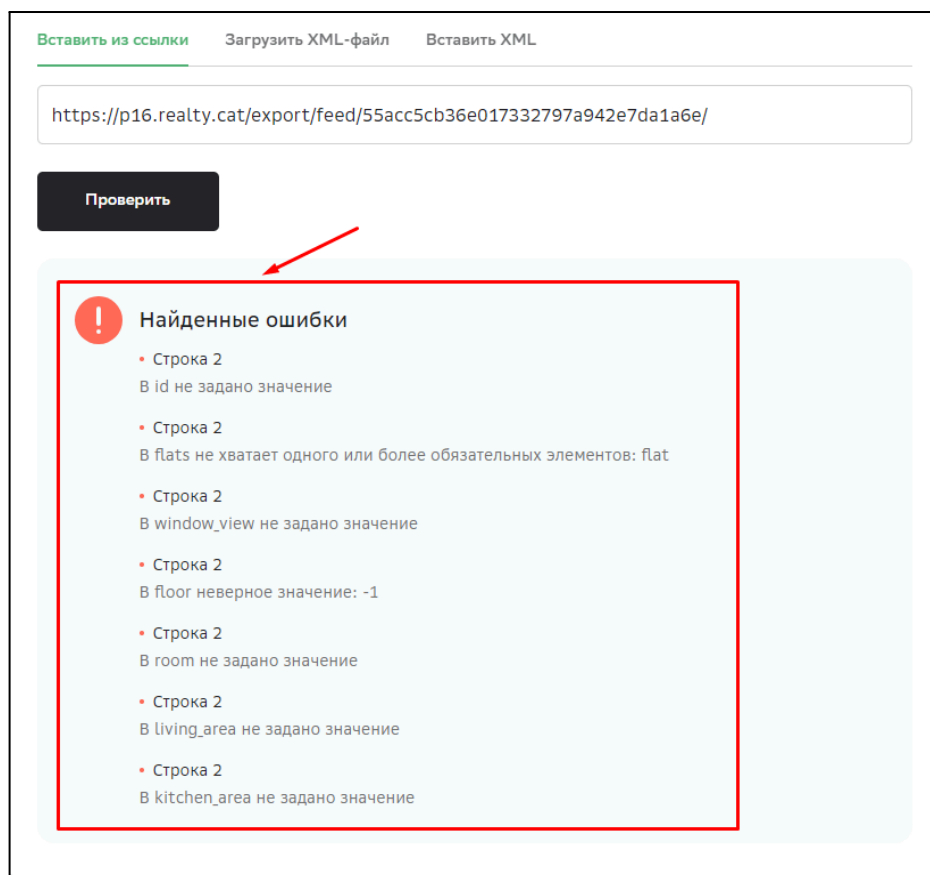 Вставить из ссылки Загрузить XML-файл Вставить XML
https://p16.realty.cat/export/feed/55acc5cb36e017332797a942e7da1a6e/
Проверить
Найденные ошибки
• Строка 2
В id не задано значение
• Строка 2
В flats не хватает одного или более обязательных элементов: flat
• Строка 2
В window_view не задано значение
• Строка 2
В floor неверное значение: -1
• Строка 2
В room не задано значение
• Строка 2
В living_area не задано значение
• Строка 2
В kitchen_area не задано значение